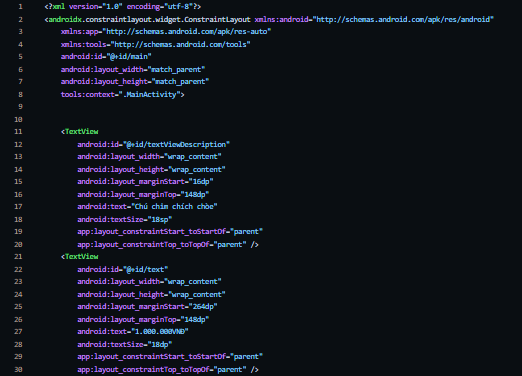 1 <?xml version="1.0" encoding="utf-8"?>
2 <androidx.constraintlayout.widget.ConstraintLayout xmlns:android="http://schemas.android.com/apk/res/android"
3 xmlns:app="http://schemas.android.com/apk/res-auto"
4 xmlns:tools="http://schemas.android.com/tools"
5 android:id="@+id/main"
6 android:layout_width="match_parent"
7 android:layout_height="match_parent"
8 tools:context=".MainActivity">
9
10
11 <TextView
12 android:id="@+id/textViewDescription"
13 android:layout_width="wrap_content"
14 android:layout_height="wrap_content"
15 android:layout_marginStart="16dp"
16 android:layout_marginTop="148dp"
17 android:text="Chú chim chích chòe"
18 android:textSize="18sp"
19 app:layout_constraintStart_toStartOf="parent"
20 app:layout_constraintTop_toTopOf="parent" />
21 <TextView
22 android:id="@+id/text"
23 android:layout_width="wrap_content"
24 android:layout_height="wrap_content"
25 android:layout_marginStart="264dp"
26 android:layout_marginTop="148dp"
27 android:text="1.000.000VNĐ"
28 android:textSize="18dp"
29 app:layout_constraintStart_toStartOf="parent"
30 app:layout_constraintTop_toTopOf="parent" />